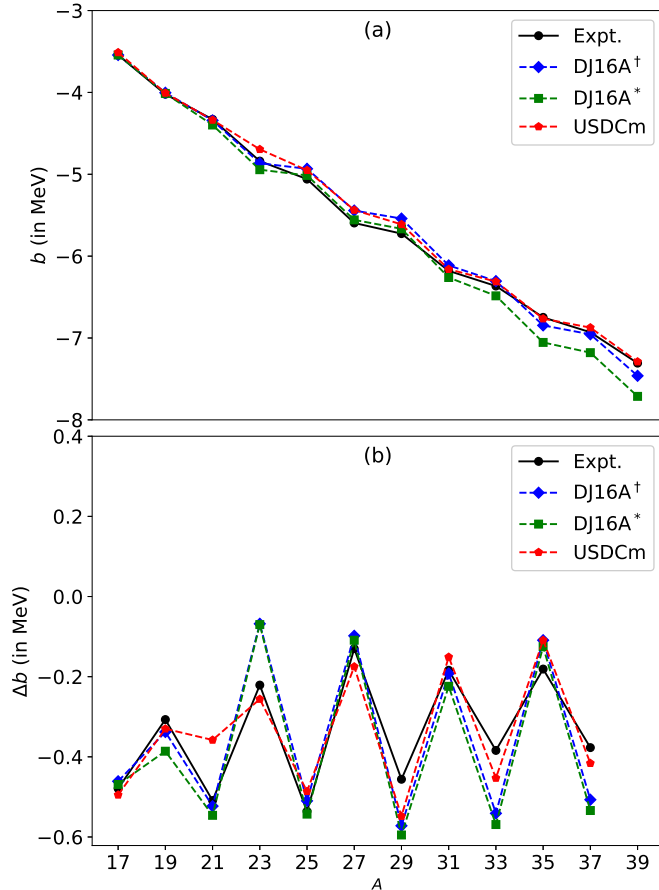 −3
−4
−5
−6
−7
−8
b (in MeV)
(a)
Expt.
DJ16A†
DJ16A*
USDCm
0.4
0.2
0.0
−0.2
−0.4
−0.6
Δb (in MeV)
(b)
Expt.
DJ16A†
DJ16A*
USDCm
17 19 21 23 25 27 29 31 33 35 37 39
A